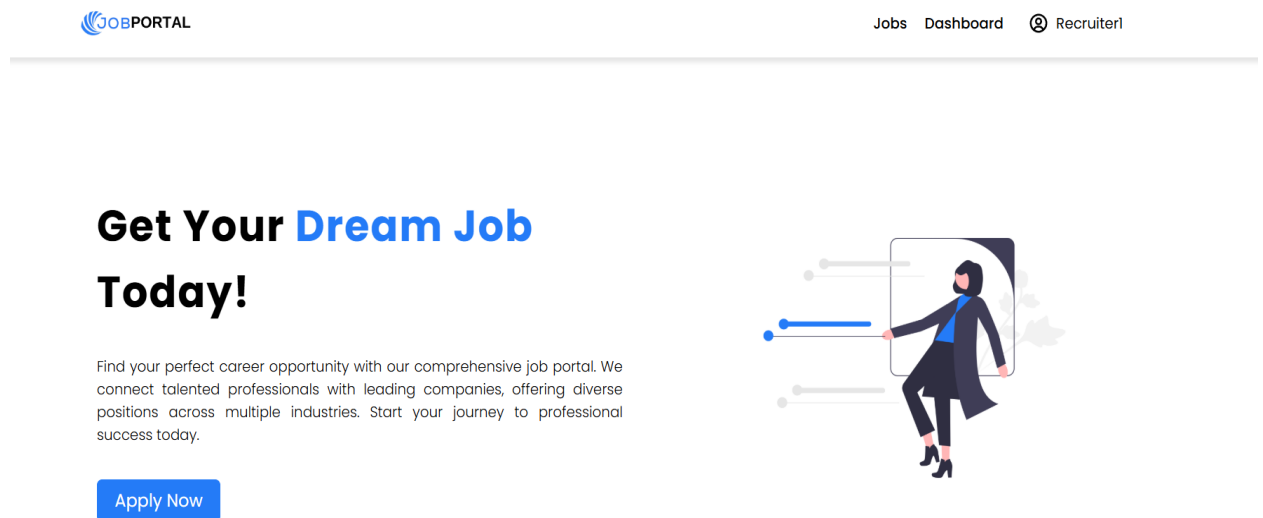 JOBPORTAL
Jobs Dashboard Recruiter1
Get Your Dream Job
Today!
Find your perfect career opportunity with our comprehensive job portal. We
connect talented professionals with leading companies, offering diverse
positions across multiple industries. Start your journey to professional
success today.
Apply Now